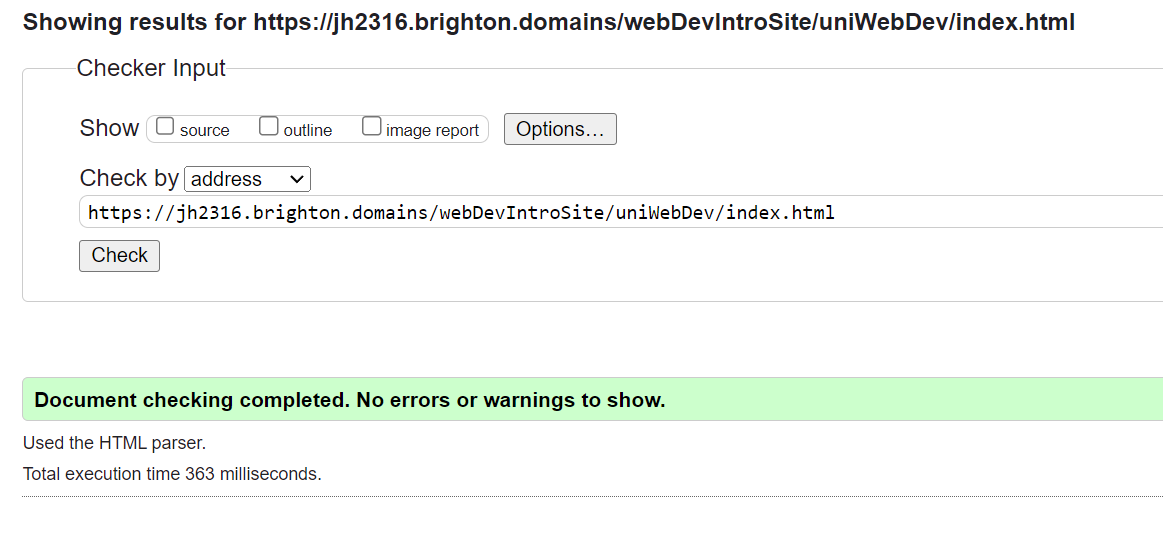 Showing results for https://jh2316.brighton.domains/webDevIntroSite/uniWebDev/index.html
Checker Input
Show source outline image report Options...
Check by address
https://jh2316.brighton.domains/webDevIntroSite/uniWebDev/index.html
Check
Document checking completed. No errors or warnings to show.
Used the HTML parser.
Total execution time 363 milliseconds.